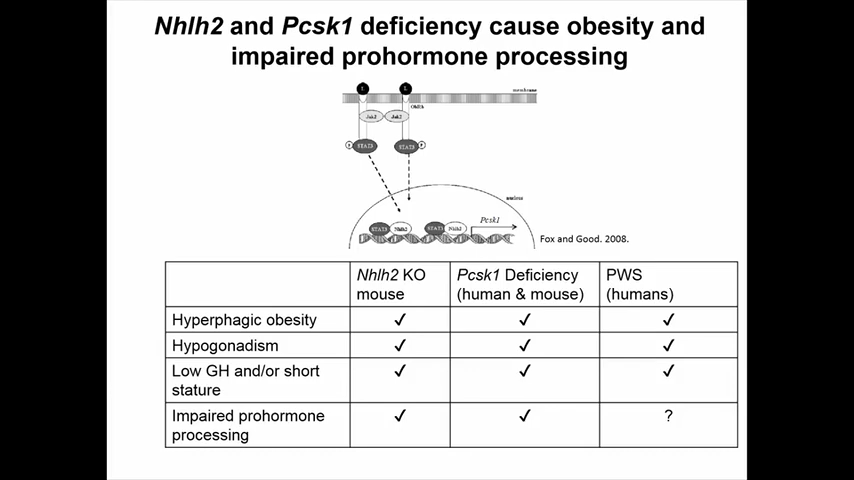 Nhlh2 and Pcsk1 deficiency cause obesity and
impaired prohormone processing
membrane
L L
ObRb
Jak2 Jak2
P STAT3 STAT3 P
nucleus
Pcsk1
STAT3 Nhlh2 STAT3 Nhlh2
Fox and Good. 2008.
Nhlh2 KO mouse
Pcsk1 Deficiency (human & mouse)
PWS (humans)
Hyperphagic obesity ✓ ✓ ✓
Hypogonadism ✓ ✓ ✓
Low GH and/or short stature ✓ ✓ ✓
Impaired prohormone processing ✓ ✓ ?